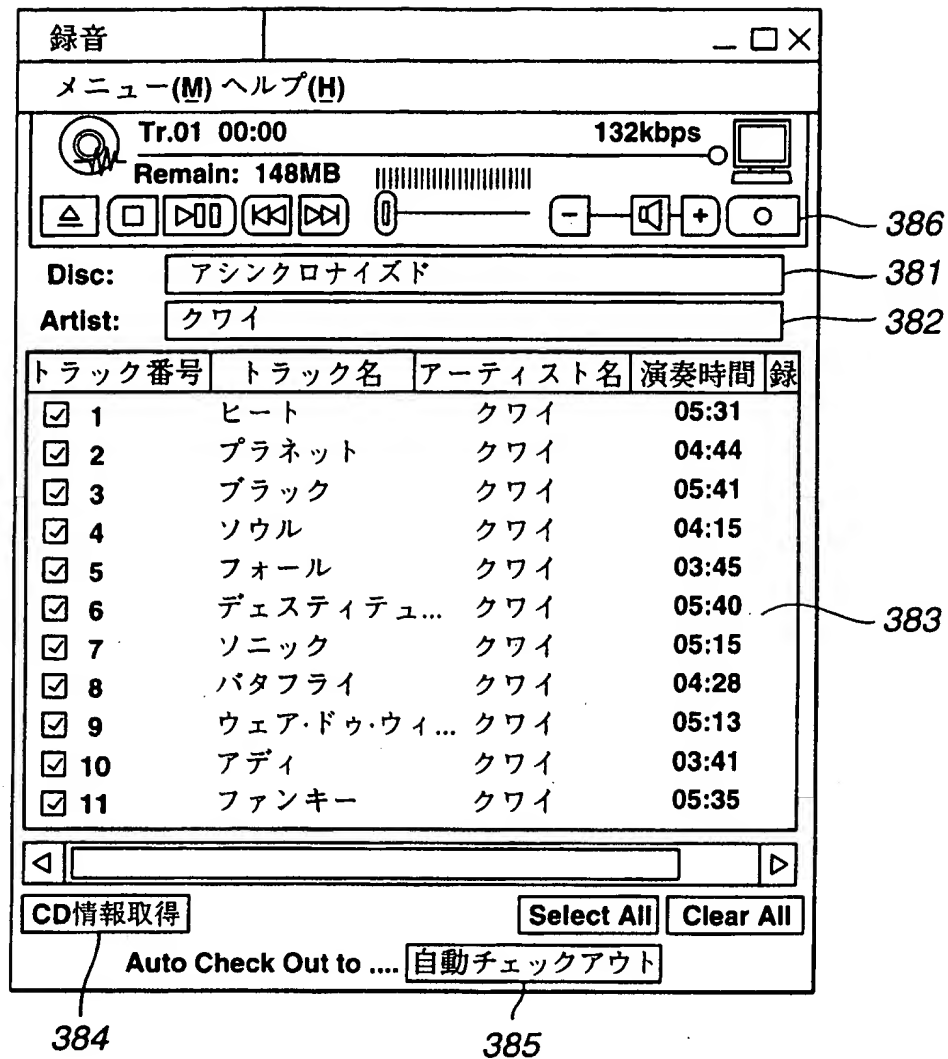 録音
メニュー(M) ヘルプ(H)
Tr.01 00:00 132kbps
Remain: 148MB
386
Disc: アシンクロナイズド 381
Artist: クワイ 382
トラック番号 トラック名 アーティスト名 演奏時間 録
1 ヒート クワイ 05:31
2 プラネット クワイ 04:44
3 ブラック クワイ 05:41
4 ソウル クワイ 04:15
5 フォール クワイ 03:45
6 デェスティテュ... クワイ 05:40 383
7 ソニック クワイ 05:15
8 バタフライ クワイ 04:28
9 ウェア・ドゥ・ウィ... クワイ 05:13
10 アディ クワイ 03:41
11 ファンキー クワイ 05:35
CD情報取得 Select All Clear All
Auto Check Out to .... 自動チェックアウト
384 385